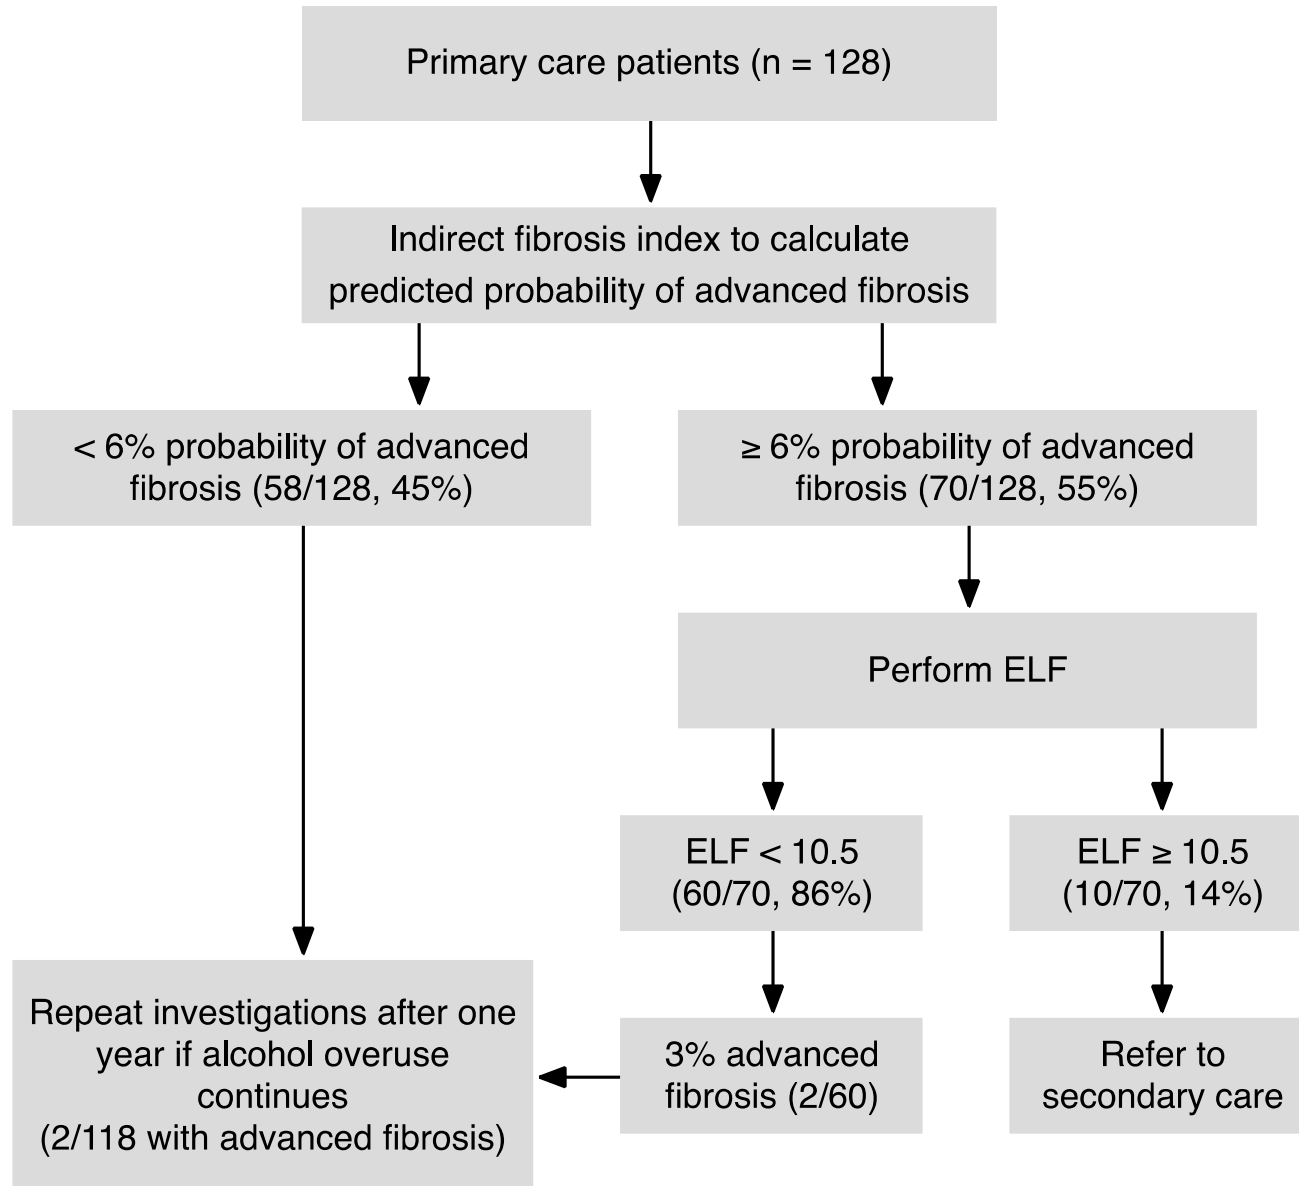 Primary care patients (n = 128)
Indirect fibrosis index to calculate
predicted probability of advanced fibrosis
< 6% probability of advanced
fibrosis (58/128, 45%)
≥ 6% probability of advanced
fibrosis (70/128, 55%)
Perform ELF
ELF < 10.5
(60/70, 86%)
ELF ≥ 10.5
(10/70, 14%)
Repeat investigations after one
year if alcohol overuse
continues
(2/118 with advanced fibrosis)
3% advanced
fibrosis (2/60)
Refer to
secondary care